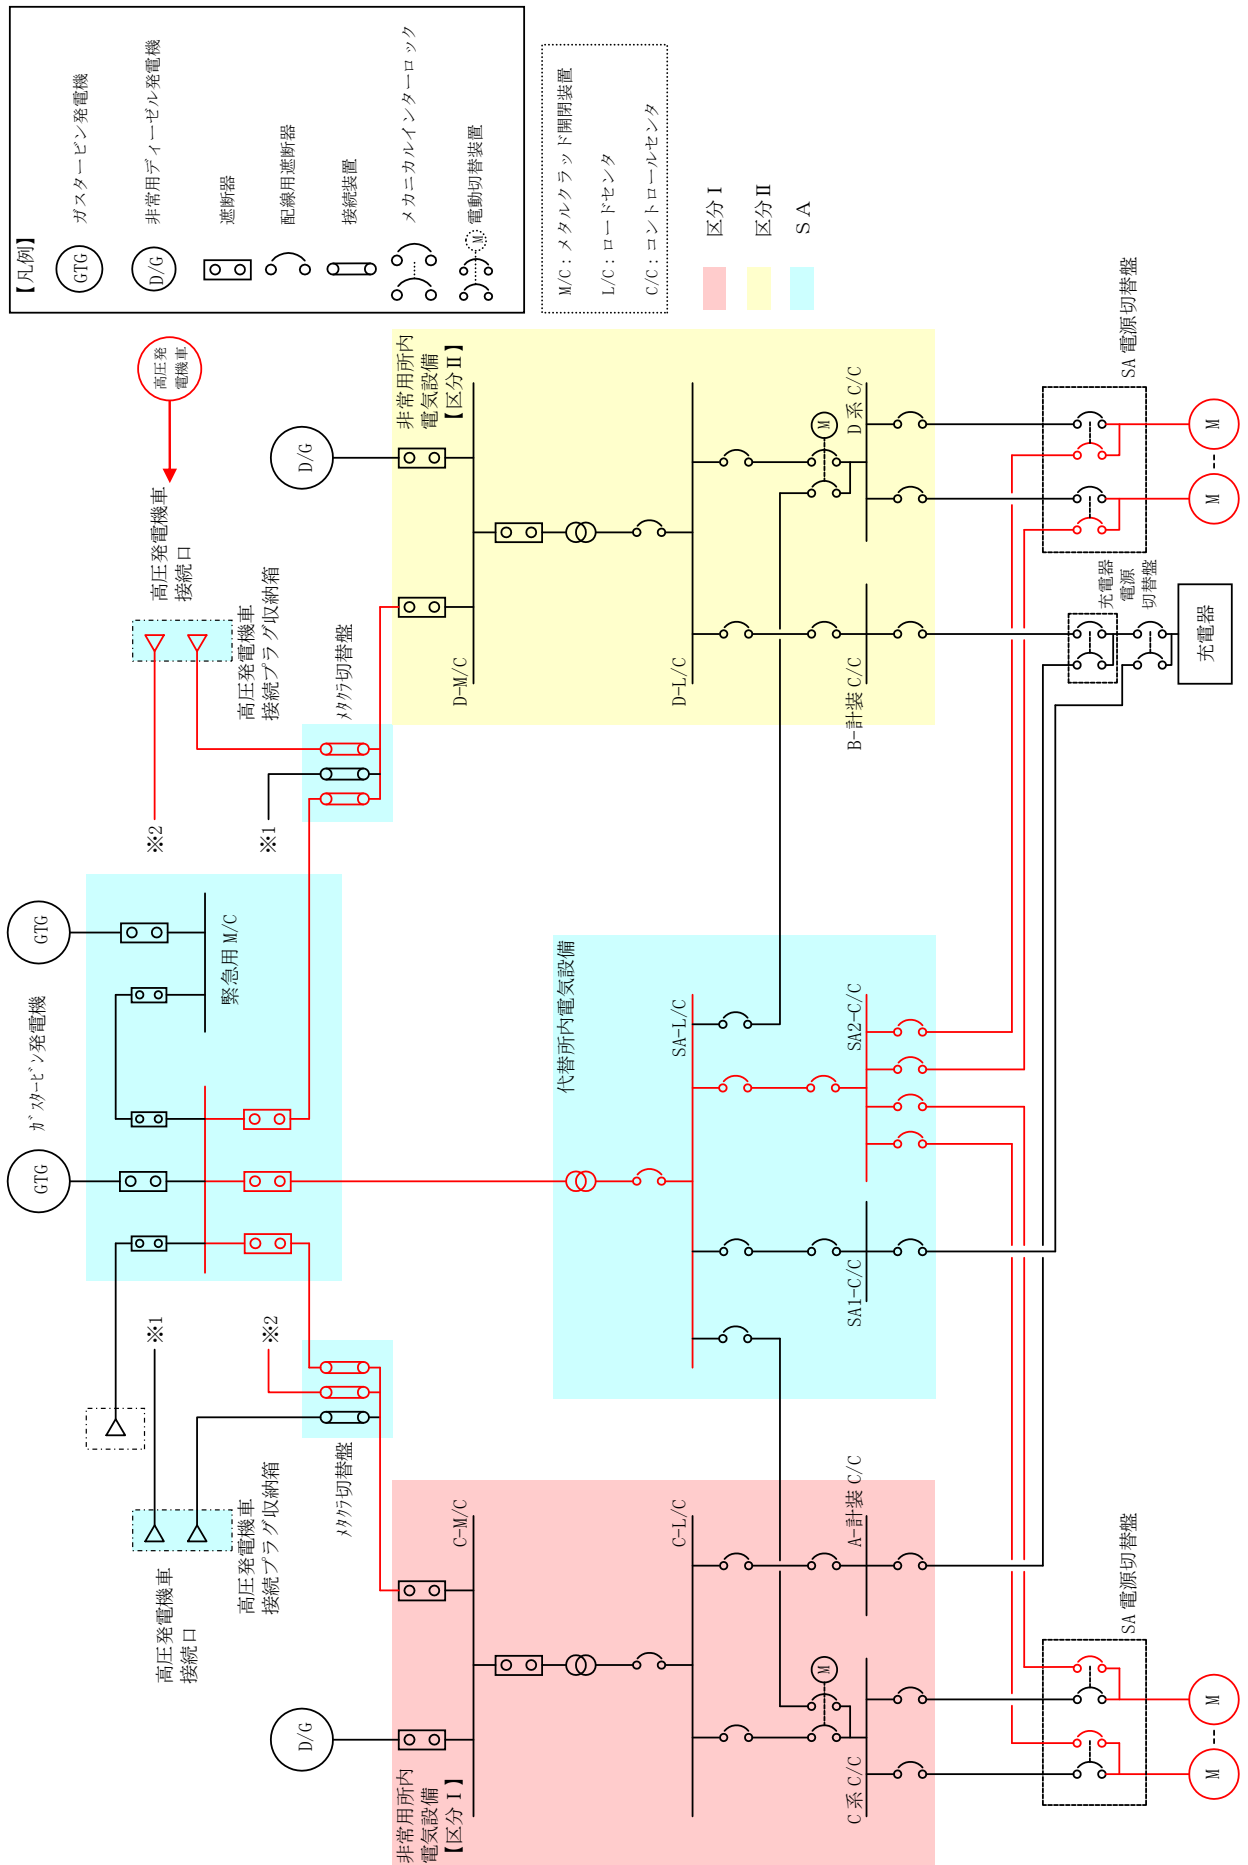 【凡例】
GTG
ガスタービン発電機
D/G
非常用ディーゼル発電機
遮断器
配線用遮断器
接続装置
メカニカルインターロック
M
電動切替装置
M/C：メタルクラッド開閉装置
L/C：ロードセンタ
C/C：コントロールセンタ
区分Ⅰ
区分Ⅱ
ＳＡ
GTG
ｶﾞｽﾀｰﾋﾞﾝ発電機
GTG
緊急用 M/C
高圧発
電機車
高圧発電機車
接続口
高圧発電機車
接続プラグ収納箱
※2
※1
ﾒﾀｸﾗ切替盤
※1
※2
高圧発電機車
接続口
高圧発電機車
接続プラグ収納箱
ﾒﾀｸﾗ切替盤
D/G
非常用所内
電気設備
【区分Ⅱ】
D-M/C
D-L/C
M
D 系 C/C
B-計装 C/C
代替所内電気設備
SA-L/C
SA2-C/C
SA1-C/C
D/G
非常用所内
電気設備
【区分Ⅰ】
C-M/C
C-L/C
M
A-計装 C/C
C 系 C/C
SA 電源切替盤
M
M
充電器
電源
切替盤
充電器
SA 電源切替盤
M
M